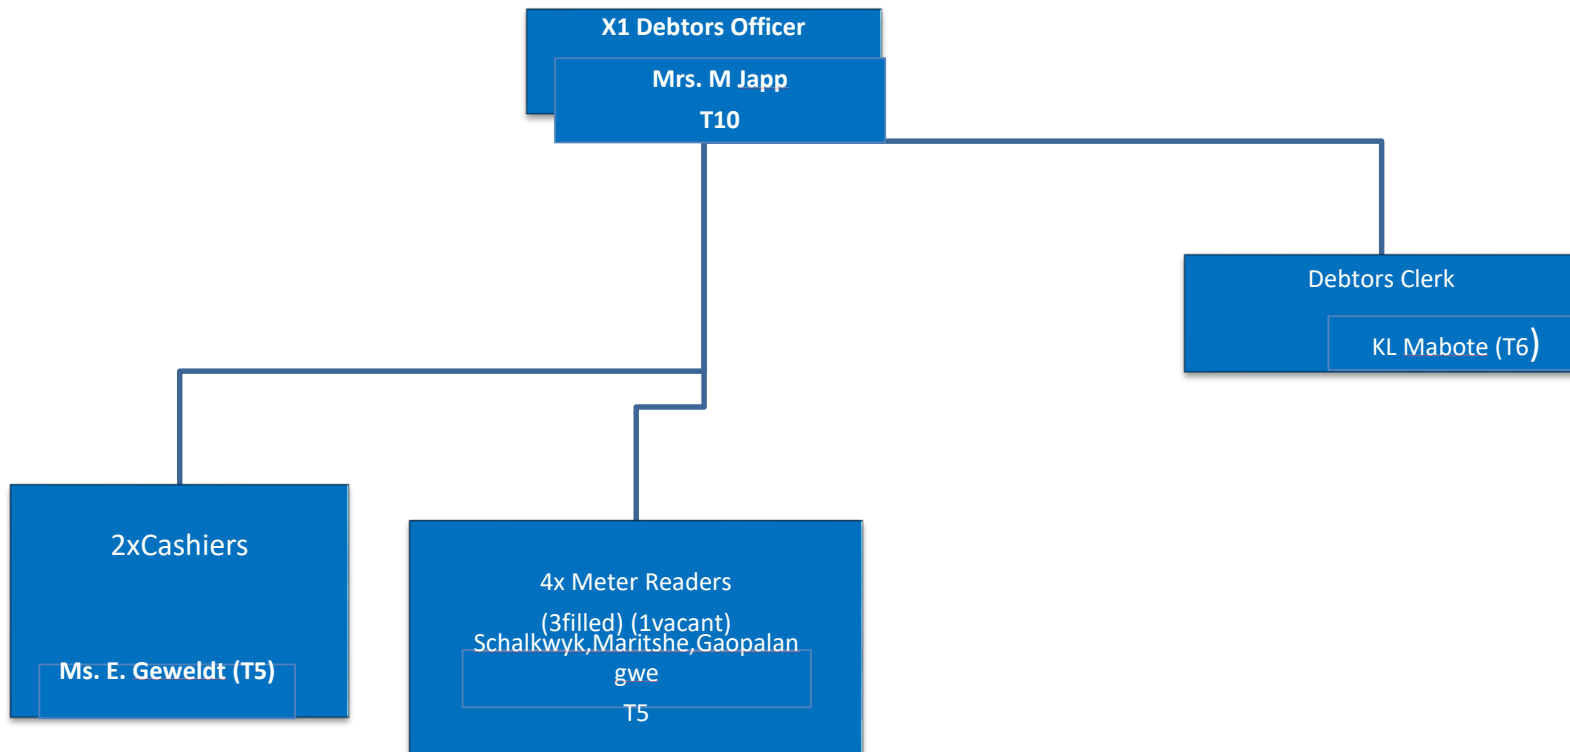 X1 Debtors Officer
Mrs. M Japp
T10
Debtors Clerk
KL Mabote (T6)
2xCashiers
Ms. E. Geweldt (T5)
4x Meter Readers
(3filled) (1vacant)
Schalkwyk,Maritshe,Gaopalan
gwe
T5